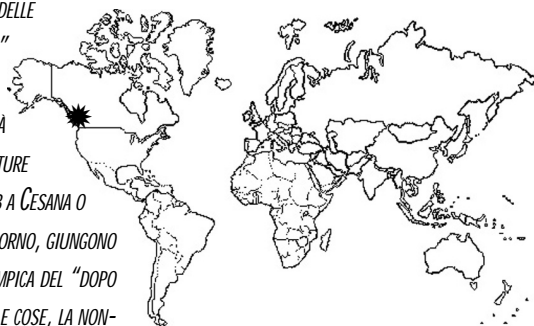 DELLE
”
À
TURE
A CESANA O
ORNO, GIUNGONO
MPICA DEL “DOPO
E COSE, LA NON-